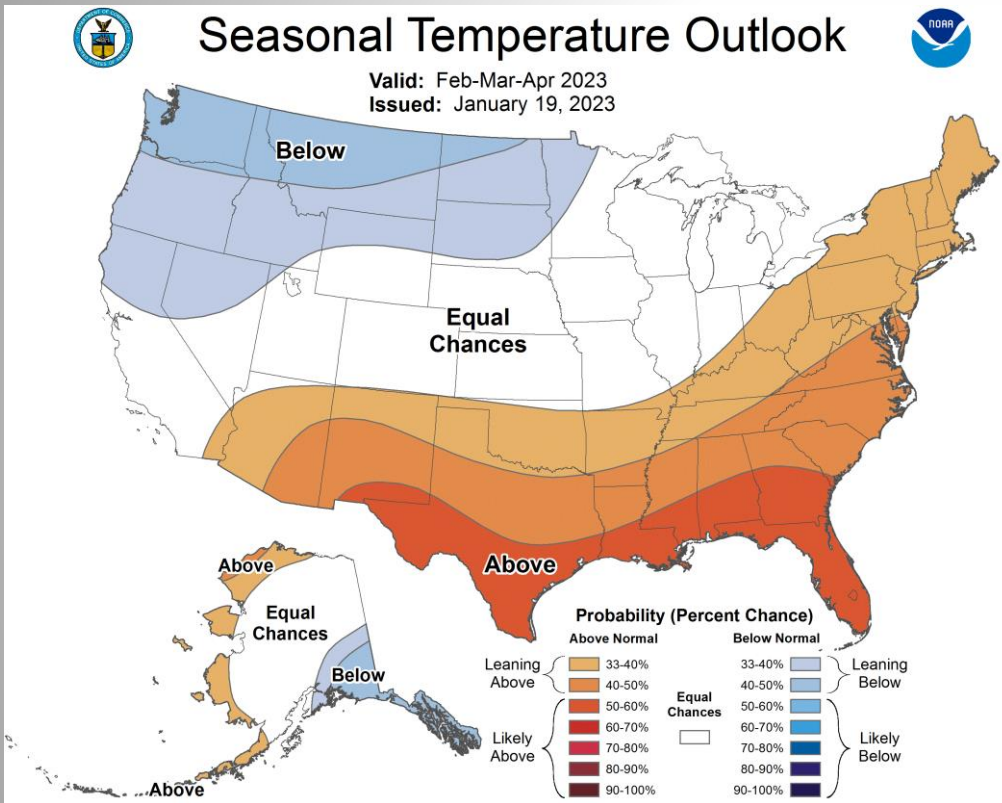 Seasonal Temperature Outlook
NOAA
Valid: Feb-Mar-Apr 2023
Issued: January 19, 2023
Below
Equal
Chances
Above
Above
Equal
Chances
Below
Above
Probability (Percent Chance)
Above Normal
Below Normal
Leaning
Above
33-40%
40-50%
Likely
Above
50-60%
60-70%
70-80%
80-90%
90-100%
Equal
Chances
33-40%
40-50%
Leaning
Below
50-60%
60-70%
70-80%
80-90%
90-100%
Likely
Below